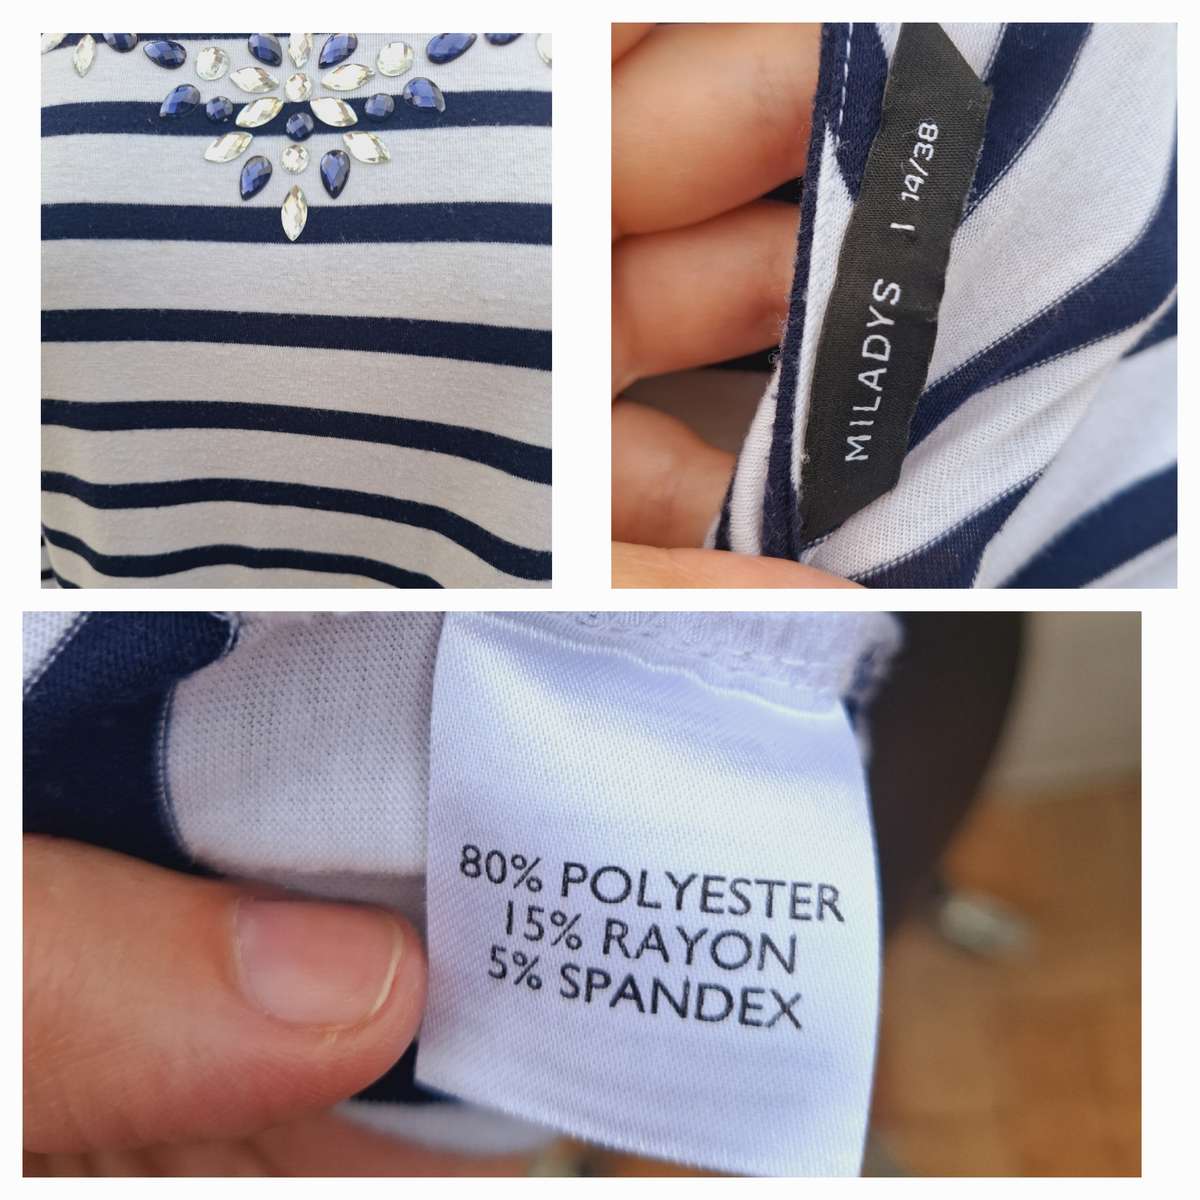 MILADYS | 14/38
80% POLYESTER
15% RAYON
5% SPANDEX